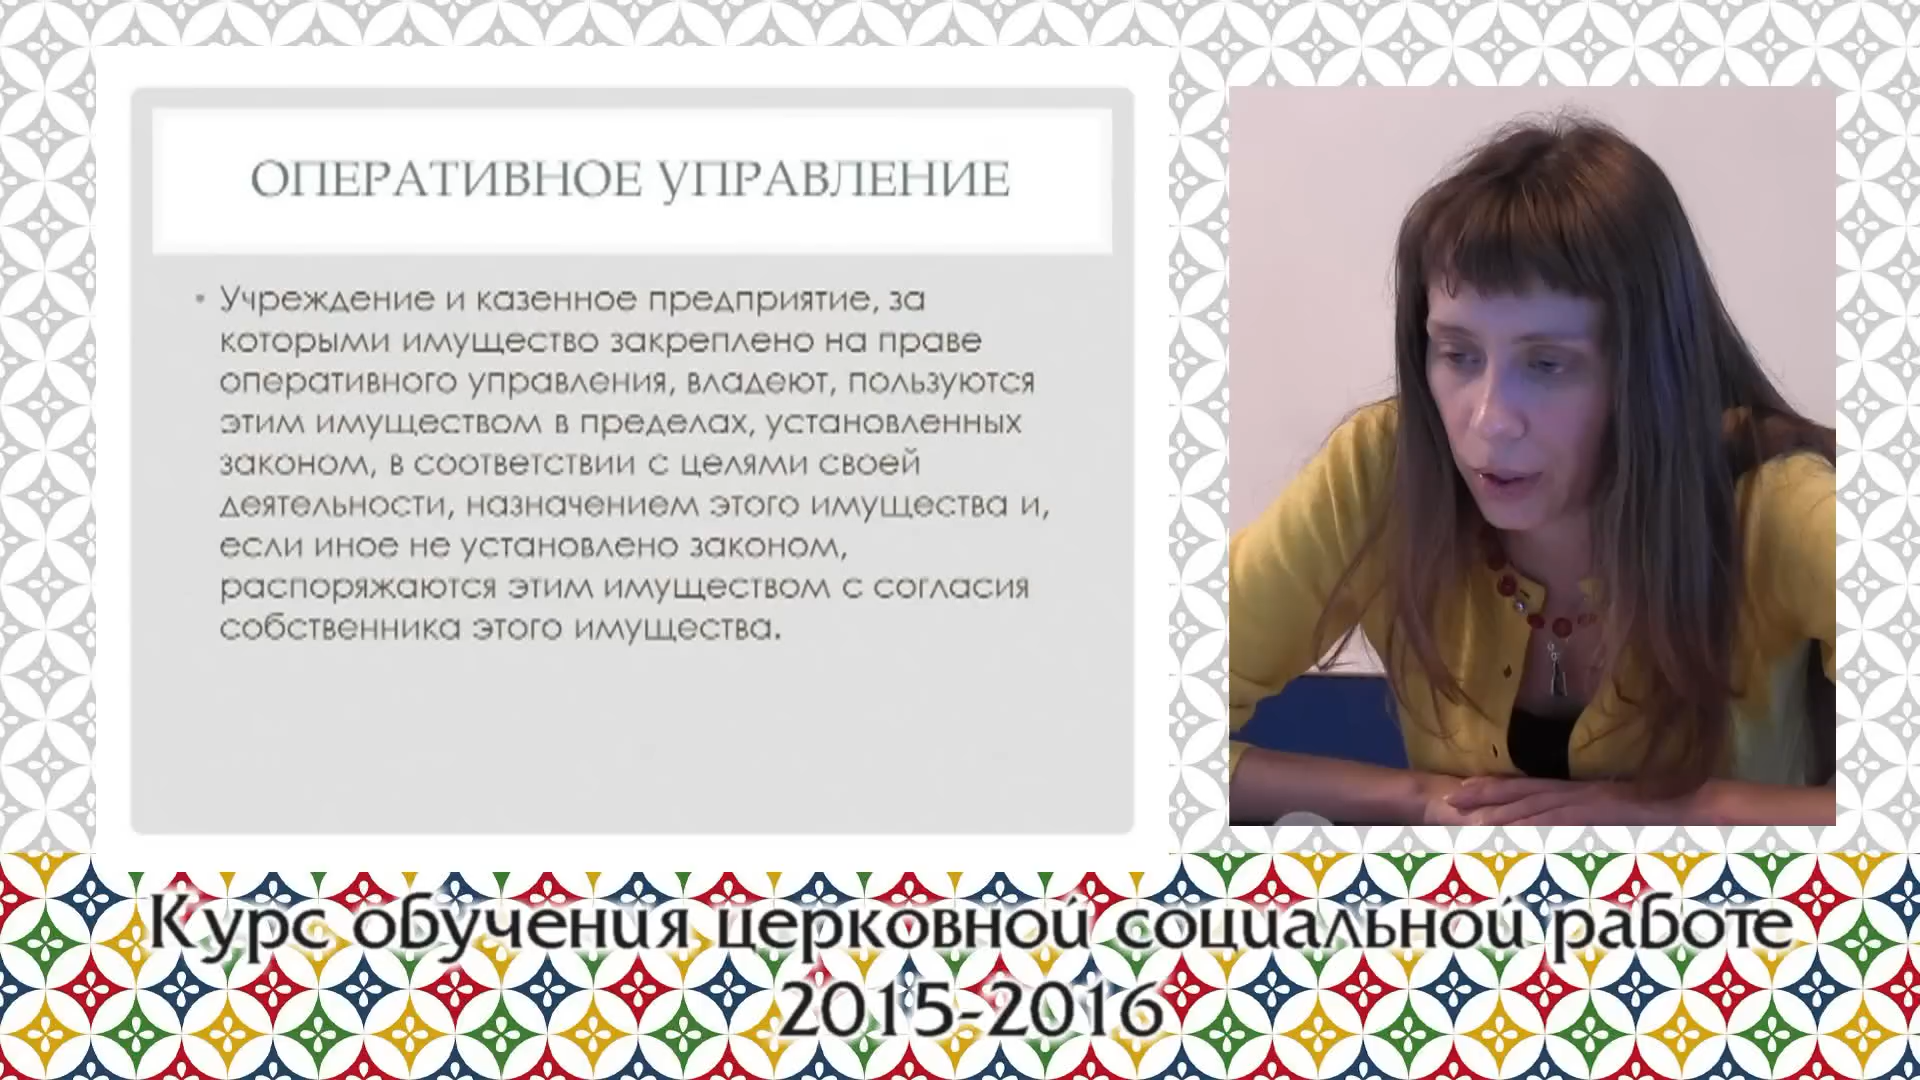 ОПЕРАТИВНОЕ УПРАВЛЕНИЕ
• Учреждение и казенное предприятие, за
которыми имущество закреплено на праве
оперативного управления, владеют, пользуются
этим имуществом в пределах, установленных
законом, в соответствии с целями своей
деятельности, назначением этого имущества и,
если иное не установлено законом,
распоряжаются этим имуществом с согласия
собственника этого имущества.
Курс обучения церковной социальной работе
2015-2016